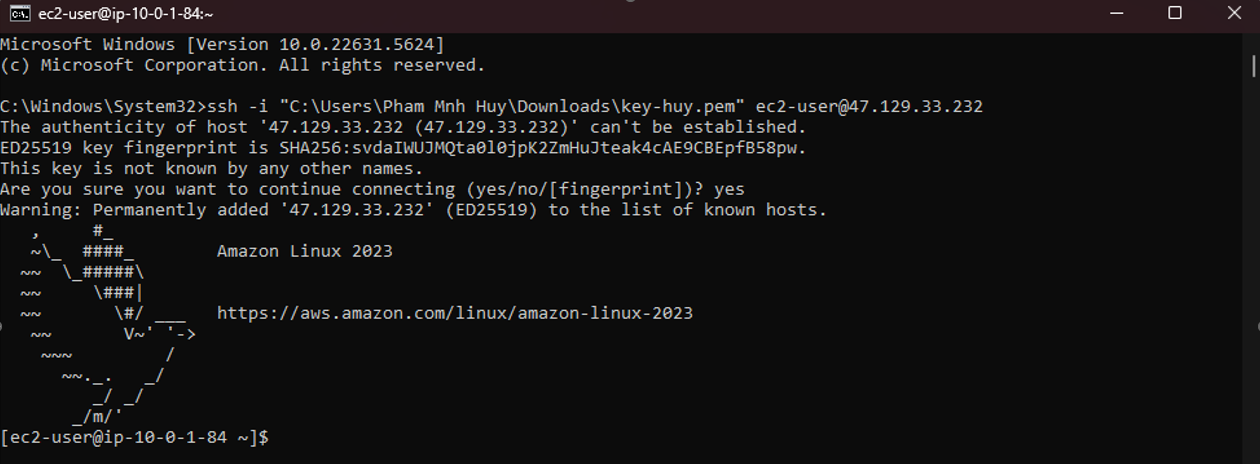 ec2-user@ip-10-0-1-84:~
Microsoft Windows [Version 10.0.22631.5624]
(c) Microsoft Corporation. All rights reserved.
C:\Windows\System32>ssh -i "C:\Users\Pham Mnh Huy\Downloads\key-huy.pem" ec2-user@47.129.33.232
The authenticity of host '47.129.33.232 (47.129.33.232)' can't be established.
ED25519 key fingerprint is SHA256:svdaIWUJMQta0l0jpK2ZmHuJteak4cAE9CBEpfB58pw.
This key is not known by any other names.
Are you sure you want to continue connecting (yes/no/[fingerprint])? yes
Warning: Permanently added '47.129.33.232' (ED25519) to the list of known hosts.
   ,     #_
   ~\_  ####_        Amazon Linux 2023
  ~~  \_#####\
  ~~     \###|
  ~~       \#/ ___   https://aws.amazon.com/linux/amazon-linux-2023
   ~~       V~' '->
    ~~~         /
      ~~._.   _/
         _/ _/
       _/m/'
[ec2-user@ip-10-0-1-84 ~]$